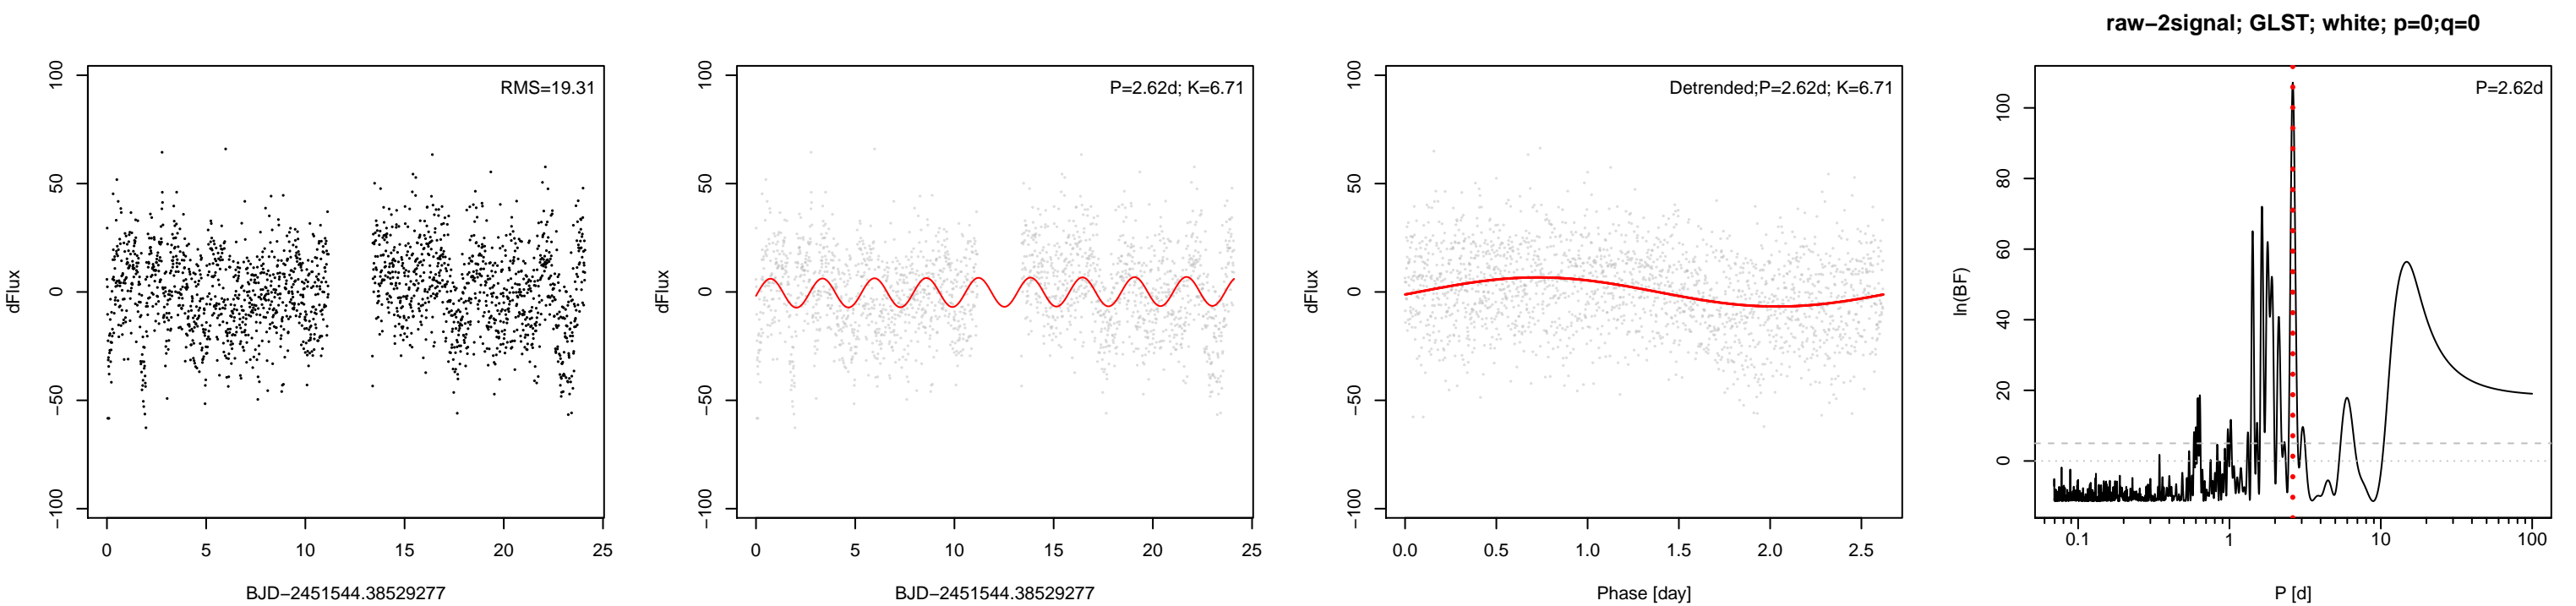 raw−2signal; GLST; white; p=0;q=0
RMS=19.31
dFlux
100
50
0
−50
−100
0 5 10 15 20 25
BJD−2451544.38529277
P=2.62d; K=6.71
dFlux
100
50
0
−50
−100
0 5 10 15 20 25
BJD−2451544.38529277
Detrended;P=2.62d; K=6.71
dFlux
100
50
0
−50
−100
0.0 0.5 1.0 1.5 2.0 2.5
Phase [day]
P=2.62d
ln(BF)
100
80
60
40
20
0
0.1 1 10 100
P [d]